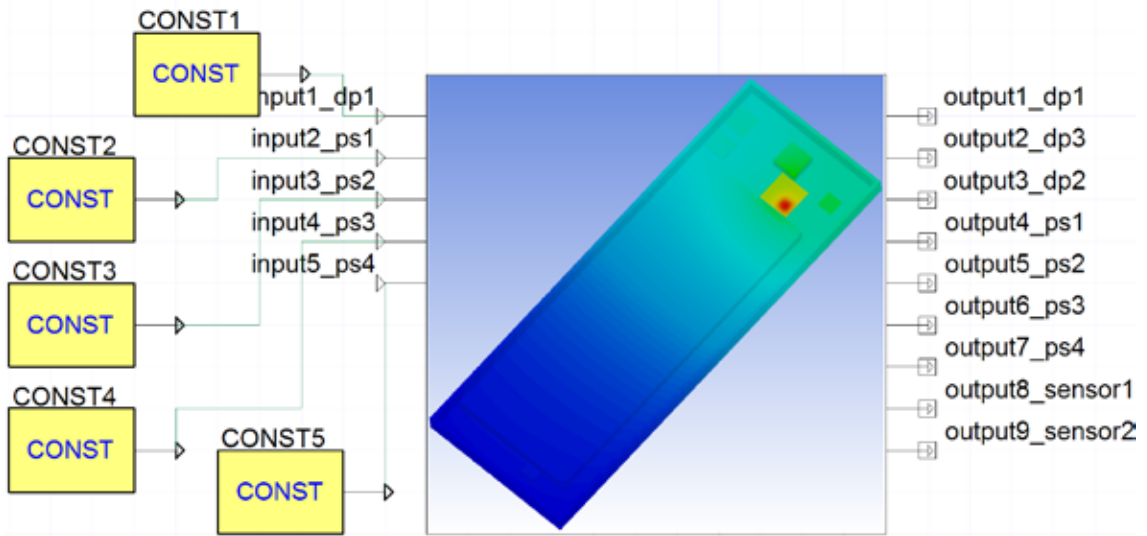 CONST1
CONST
input1_dp1
input2_ps1
CONST2
CONST
input3_ps2
input4_ps3
input5_ps4
CONST3
CONST
CONST4
CONST
CONST5
CONST
output1_dp1
output2_dp3
output3_dp2
output4_ps1
output5_ps2
output6_ps3
output7_ps4
output8_sensor1
output9_sensor2